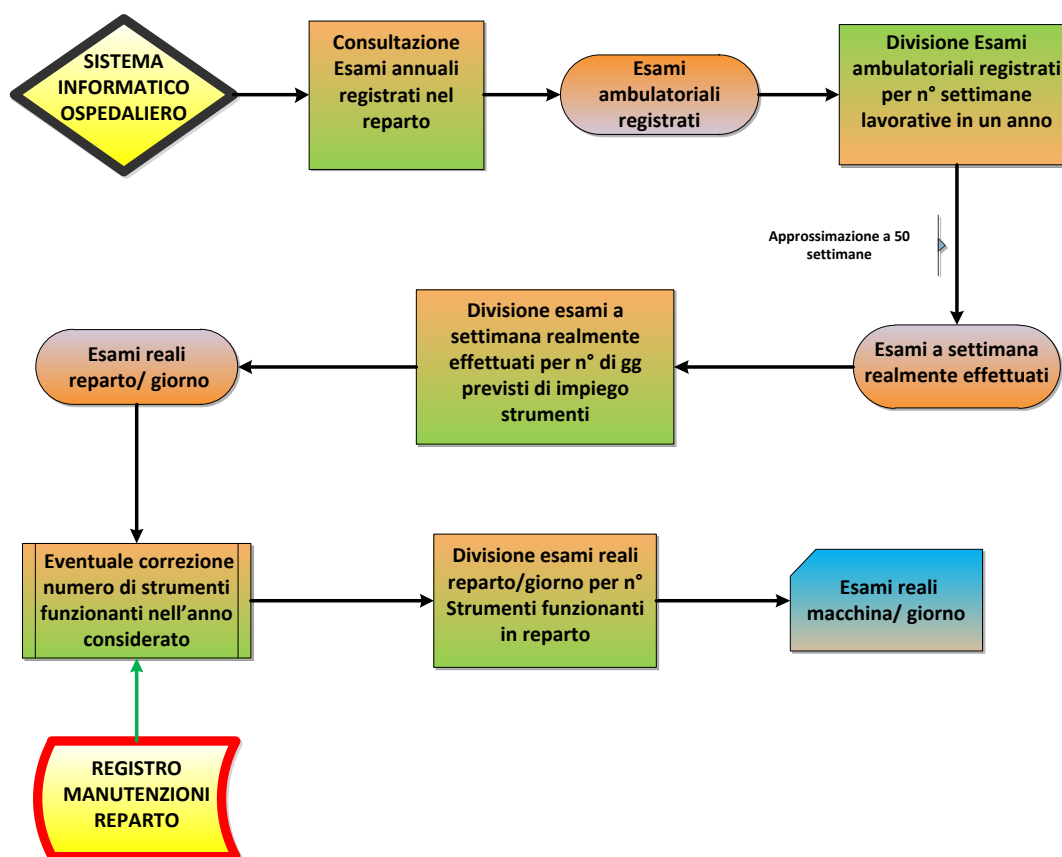 SISTEMA
INFORMATICO
OSPEDALIERO
Consultazione
Esami annuali
registrati nel
reparto
Esami
ambulatoriali
registrati
Divisione Esami
ambulatoriali registrati
per n° settimane
lavorative in un anno
Approssimazione a 50
settimane
Esami a settimana
realmente effettuati
Divisione esami a
settimana realmente
effettuati per n° di gg
previsti di impiego
strumenti
Esami reali
reparto/ giorno
Eventuale correzione
numero di strumenti
funzionanti nell'anno
considerato
Divisione esami reali
reparto/giorno per n°
Strumenti funzionanti
in reparto
Esami reali
macchina/ giorno
REGISTRO
MANUTENZIONI
REPARTO